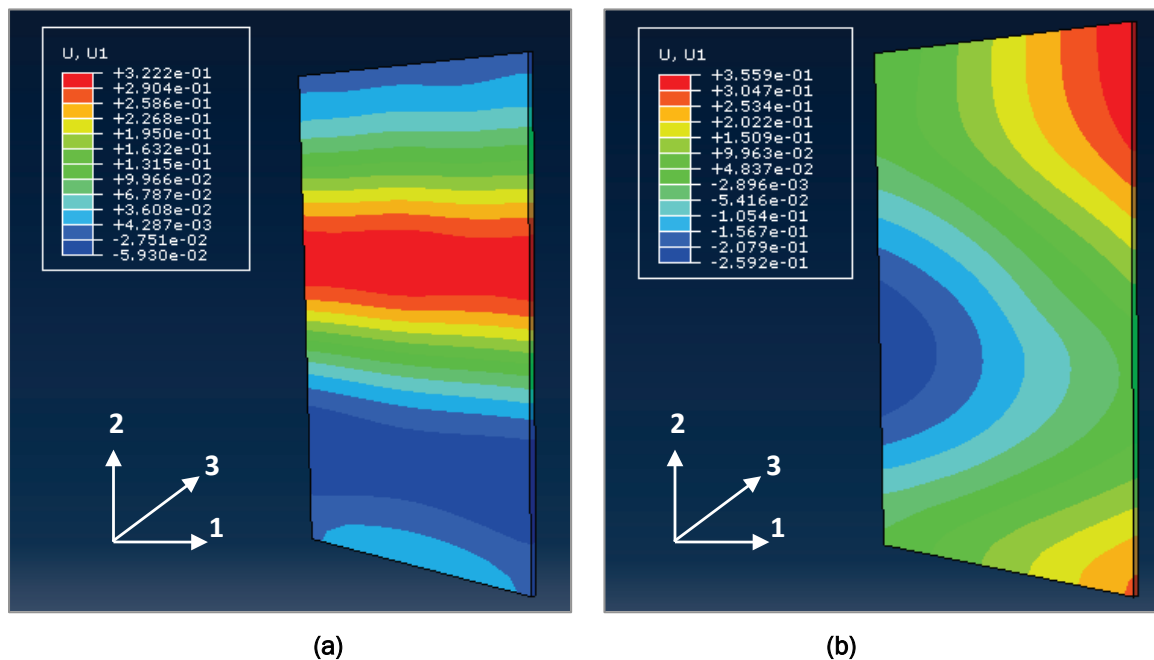 U, U1
+3.222e-01
+2.904e-01
+2.586e-01
+2.268e-01
+1.950e-01
+1.632e-01
+1.315e-01
+9.966e-02
+6.787e-02
+3.608e-02
+4.287e-03
-2.751e-02
-5.930e-02
2
3
1
(a)
U, U1
+3.559e-01
+3.047e-01
+2.534e-01
+2.022e-01
+1.509e-01
+9.963e-02
+4.837e-02
-2.896e-03
-5.416e-02
-1.054e-01
-1.567e-01
-2.079e-01
-2.592e-01
2
3
1
(b)